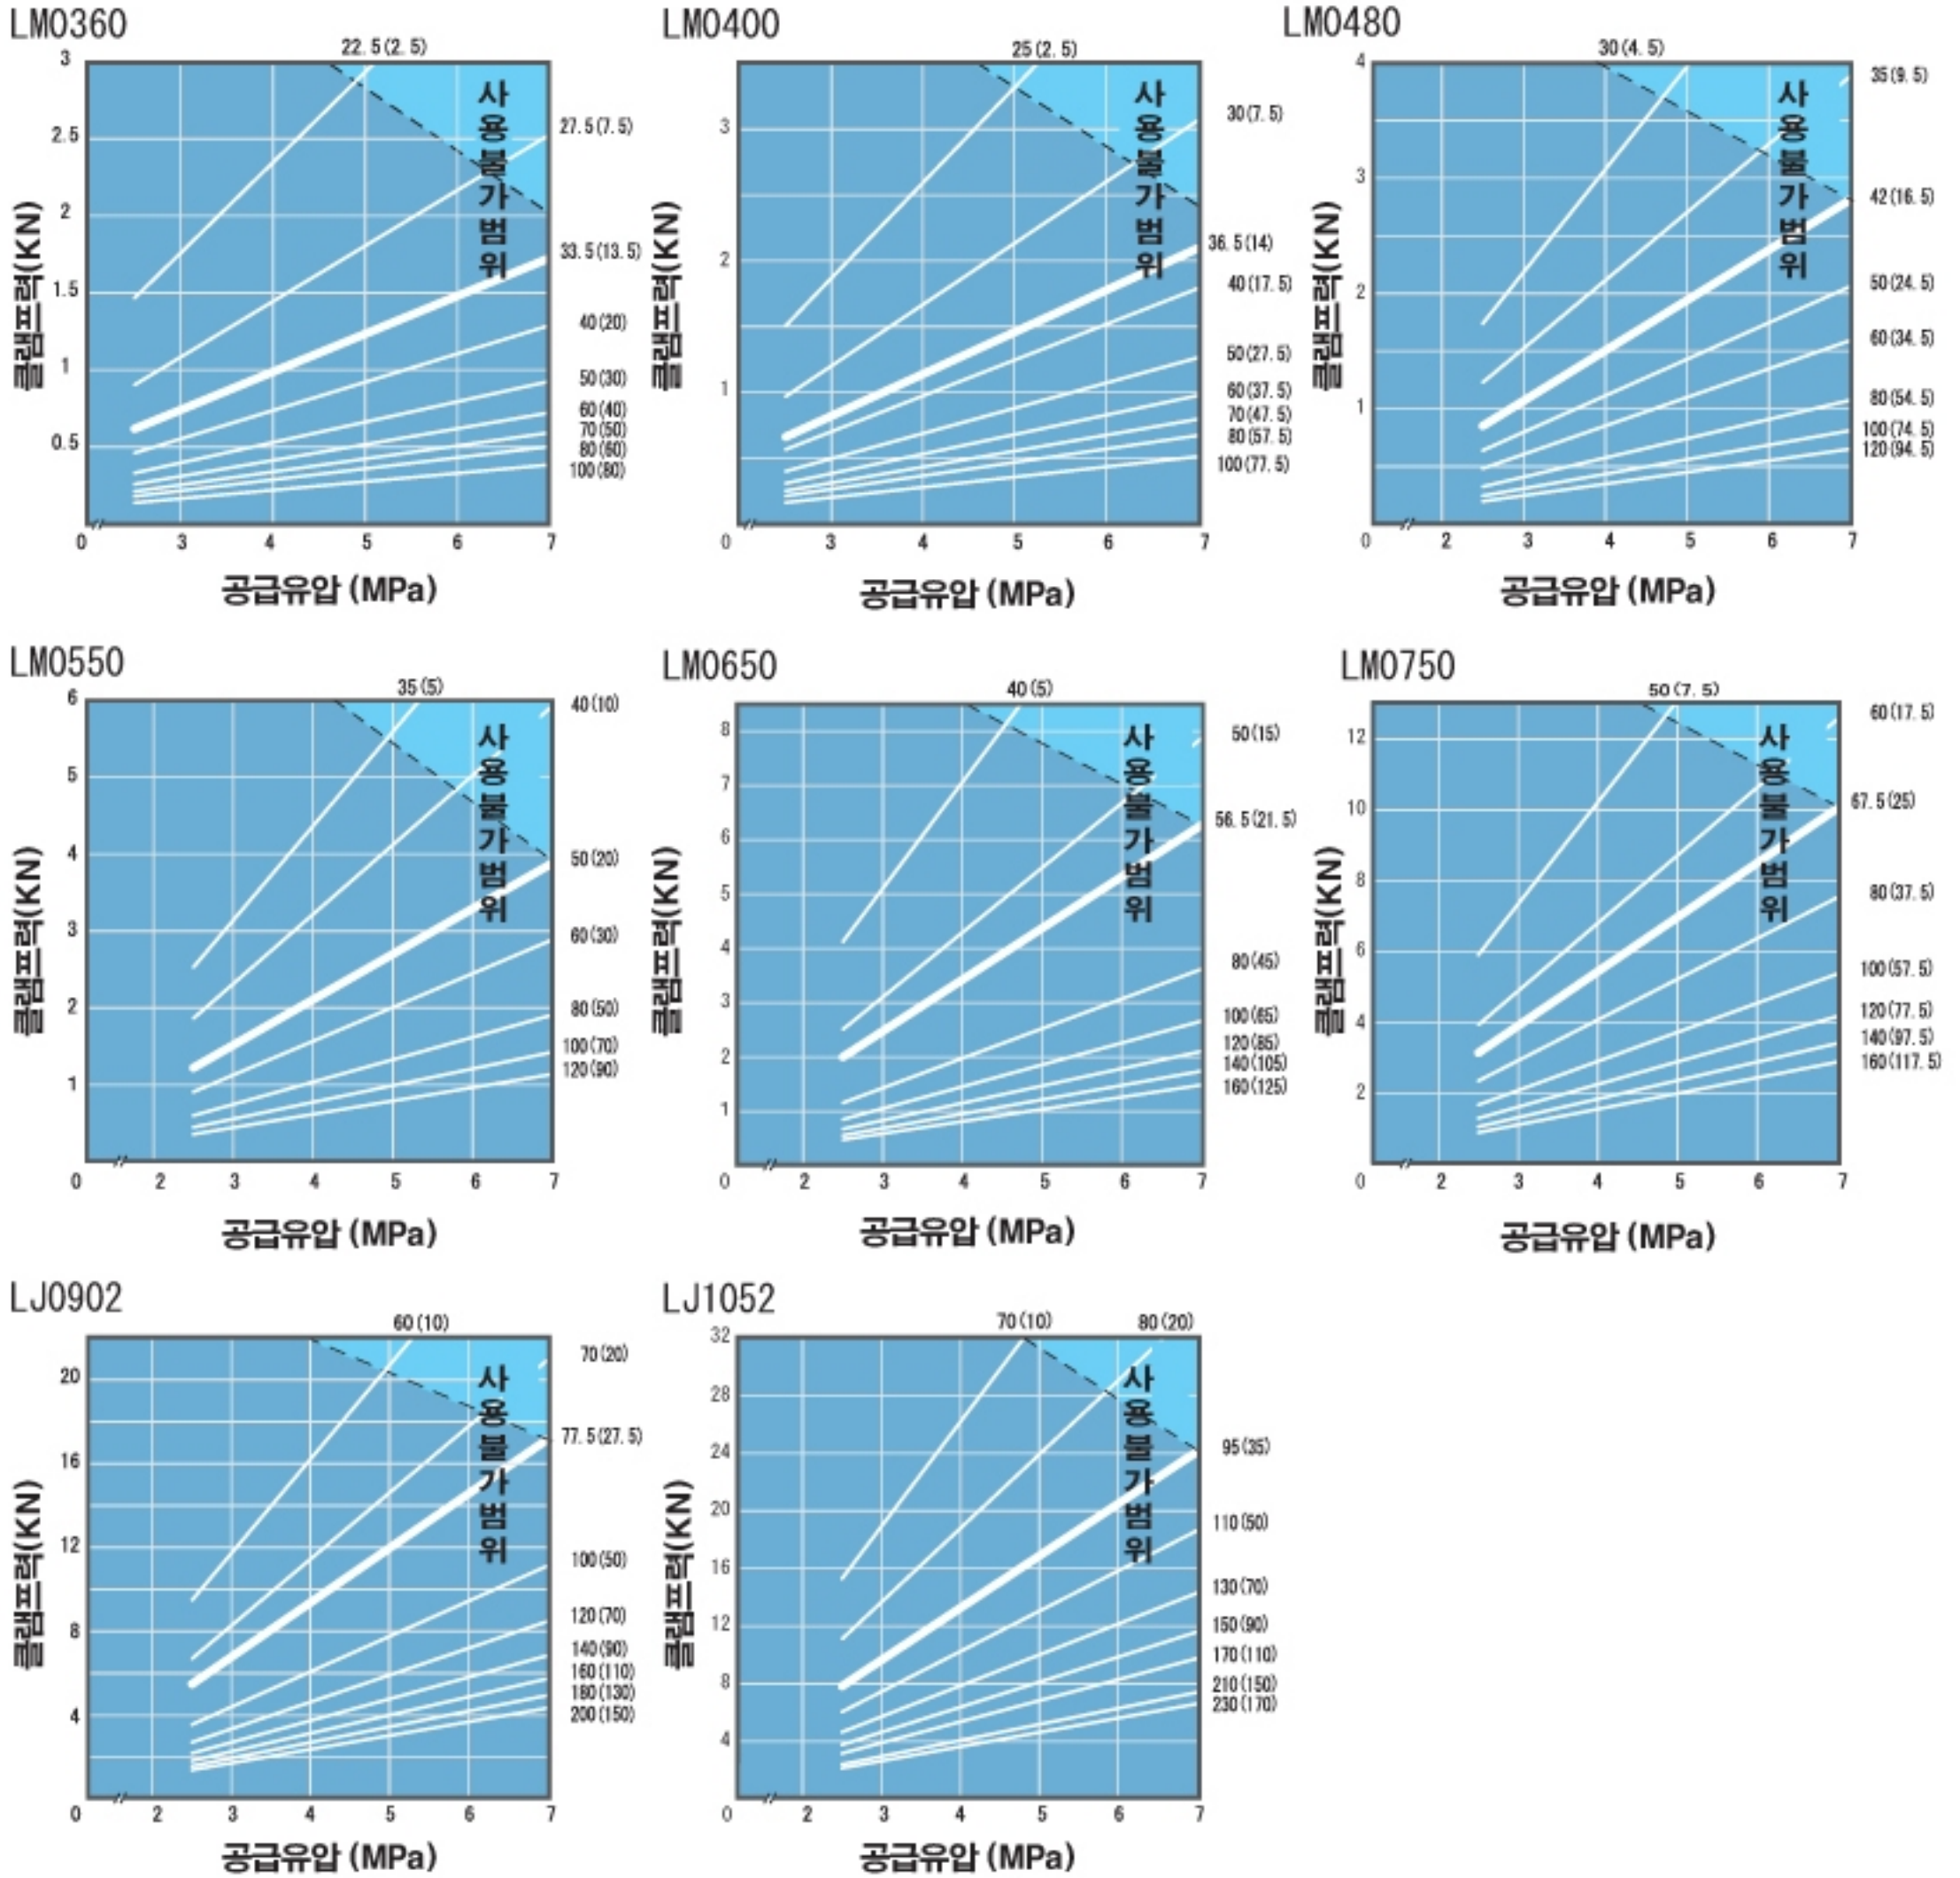 LM0360
22.5(2.5)
3
2.5
2
1.5
1
0.5
클램프력(KN)
사용불가범위
27.5(7.5)
33.5(13.5)
40(20)
50(30)
60(40)
70(50)
80(60)
100(80)
0 3 4 5 6 7
공급유압 (MPa)
LM0400
25(2.5)
3
2
1
클램프력(KN)
사용불가범위
30(7.5)
36.5(14)
40(17.5)
50(27.5)
60(37.5)
70(47.5)
80(57.5)
100(77.5)
0 3 4 5 6 7
공급유압 (MPa)
LM0480
30(4.5)
4
3
2
1
클램프력(KN)
사용불가범위
35(9.5)
42(16.5)
50(24.5)
60(34.5)
80(54.5)
100(74.5)
120(94.5)
0 2 3 4 5 6 7
공급유압 (MPa)
LM0550
35(5)
6
5
4
3
2
1
클램프력(KN)
사용불가범위
40(10)
50(20)
60(30)
80(50)
100(70)
120(90)
0 2 3 4 5 6 7
공급유압 (MPa)
LM0650
40(5)
8
7
6
5
4
3
2
1
클램프력(KN)
사용불가범위
50(15)
56.5(21.5)
80(45)
100(65)
120(85)
140(105)
160(125)
0 2 3 4 5 6 7
공급유압 (MPa)
LM0750
50(7.5)
12
10
8
6
4
2
클램프력(KN)
사용불가범위
60(17.5)
67.5(25)
80(37.5)
100(57.5)
120(77.5)
140(97.5)
160(117.5)
0 2 3 4 5 6 7
공급유압 (MPa)
LJ0902
60(10)
20
16
12
8
4
클램프력(KN)
사용불가범위
70(20)
77.5(27.5)
100(50)
120(70)
140(90)
160(110)
180(130)
200(150)
0 2 3 4 5 6 7
공급유압 (MPa)
LJ1052
70(10) 80(20)
32
28
24
20
16
12
8
4
클램프력(KN)
사용불가범위
95(35)
110(50)
130(70)
150(90)
170(110)
210(150)
230(170)
0 2 3 4 5 6 7
공급유압 (MPa)